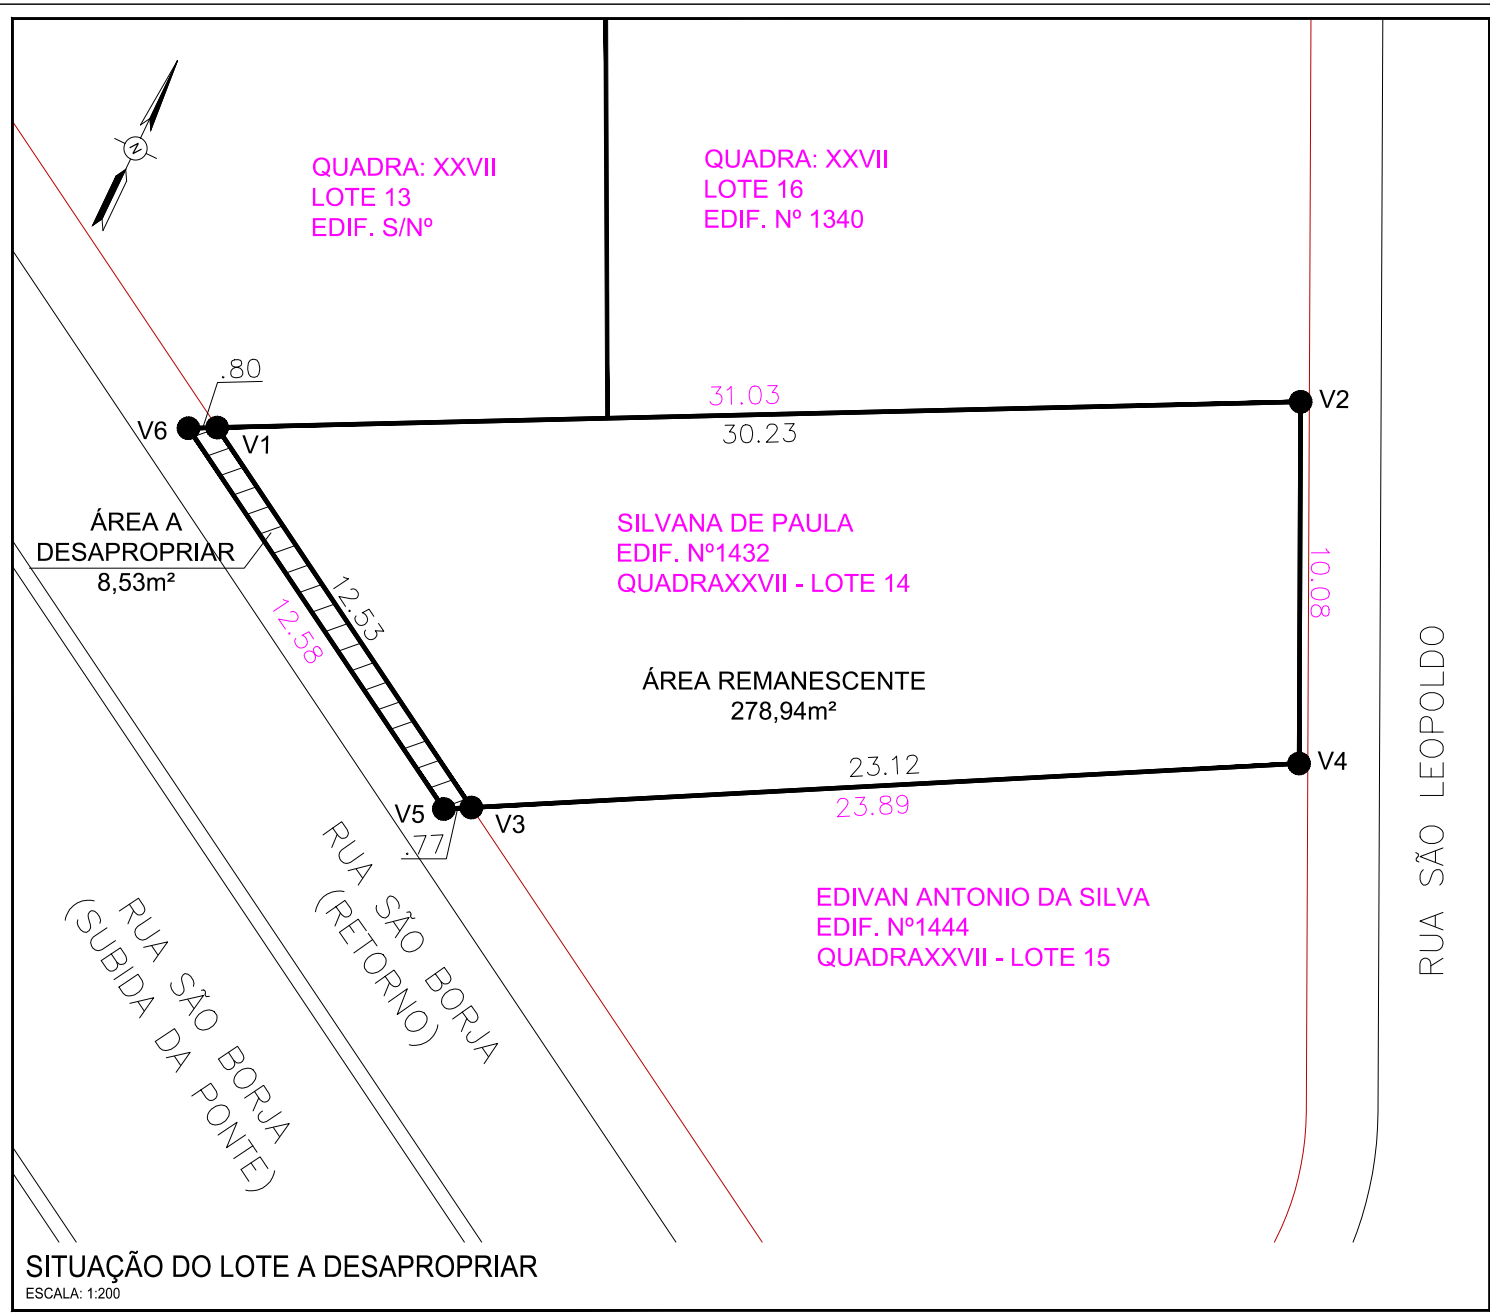 N
QUADRA: XXVII
LOTE 13
EDIF. S/Nº
QUADRA: XXVII
LOTE 16
EDIF. Nº 1340
.80
31.03
30.23
V6
V1
V2
ÁREA A
DESAPROPRIAR
8,53m²
12.53
12.58
SILVANA DE PAULA
EDIF. Nº1432
QUADRAXXVII - LOTE 14
10.08
ÁREA REMANESCENTE
278,94m²
23.12
23.89
V4
V5
V3
.77
RUA SÃO LEOPOLDO
RUA SÃO BORJA
(RETORNO)
RUA SÃO BORJA
(SUBIDA DA PONTE)
EDIVAN ANTONIO DA SILVA
EDIF. Nº1444
QUADRAXXVII - LOTE 15
SITUAÇÃO DO LOTE A DESAPROPRIAR
ESCALA: 1:200